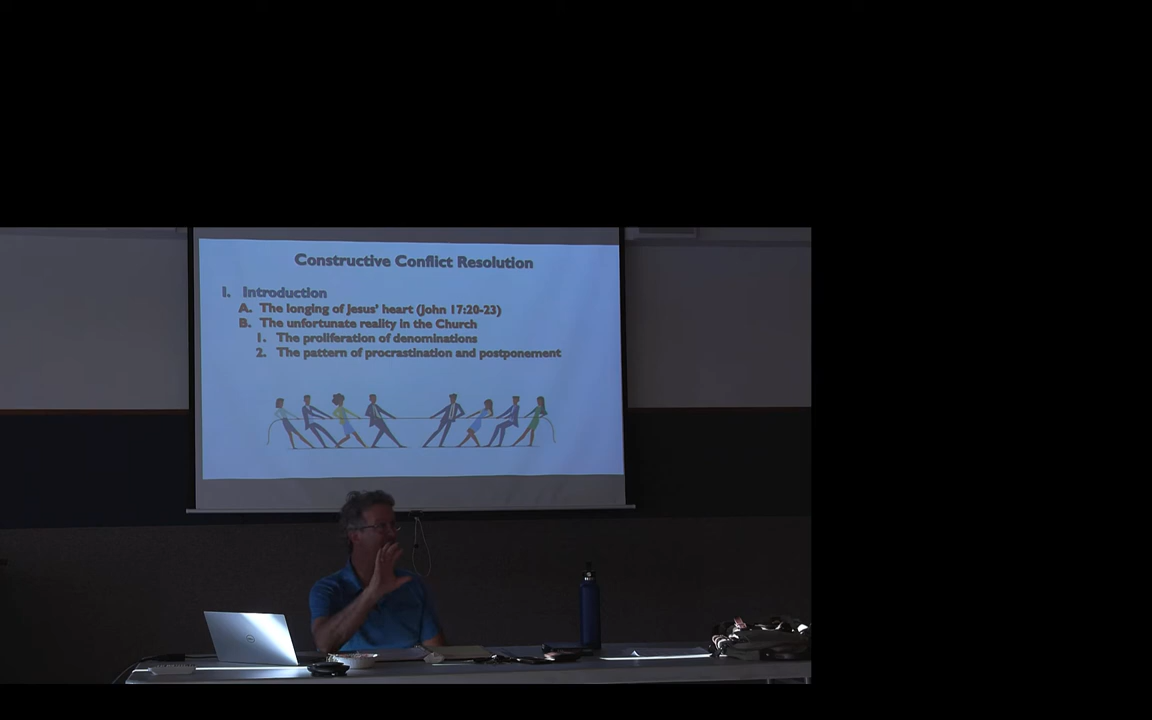 Constructive Conflict Resolution
I. Introduction
A. The longing of Jesus' heart (John 17:20-23)
B. The unfortunate reality in the Church
1. The proliferation of denominations
2. The pattern of procrastination and postponement